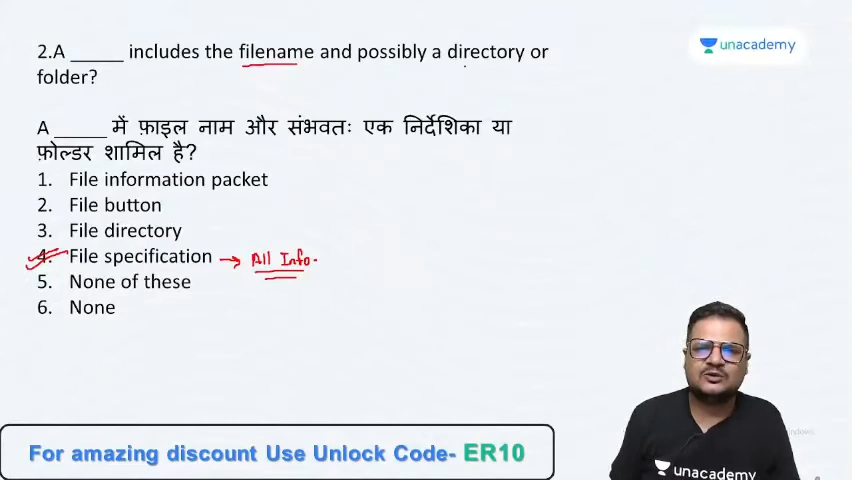 2.A _____ includes the filename and possibly a directory or
folder?
unacademy
A _____ में फ़ाइल नाम और संभवतः एक निर्देशिका या
फ़ोल्डर शामिल है?
1. File information packet
2. File button
3. File directory
4. File specification → All Info.
5. None of these
6. None
For amazing discount Use Unlock Code- ER10
unacademy